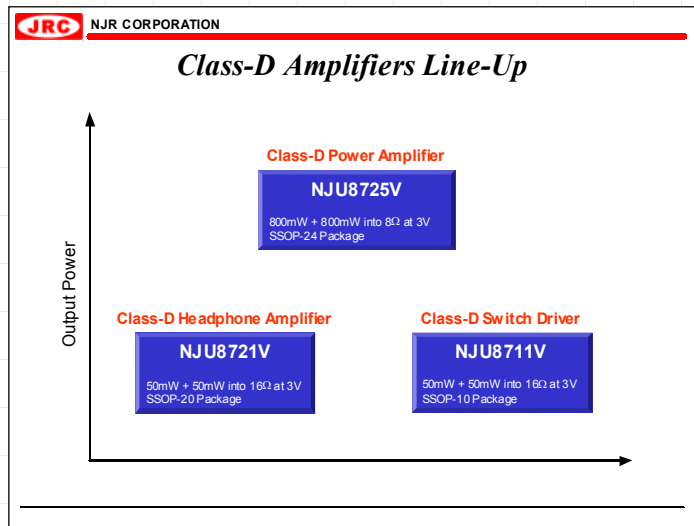 JRC NJR CORPORATION
Class-D Amplifiers Line-Up
Output Power
Class-D Power Amplifier
NJU8725V
800mW + 800mW into 8Ω at 3V
SSOP-24 Package
Class-D Headphone Amplifier
NJU8721V
50mW + 50mW into 16Ω at 3V
SSOP-20 Package
Class-D Switch Driver
NJU8711V
50mW + 50mW into 16Ω at 3V
SSOP-10 Package